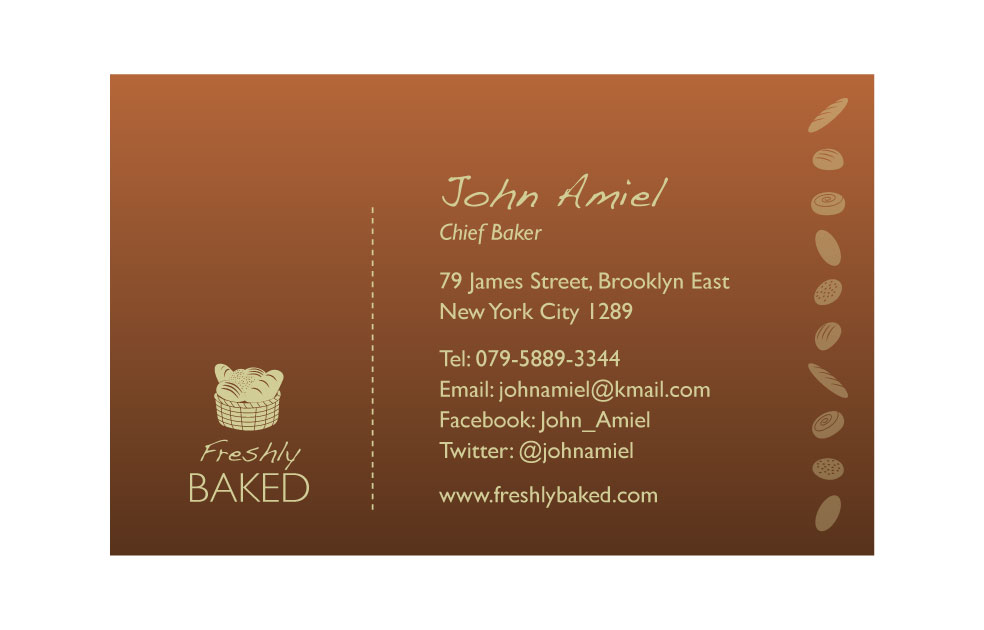 John Amiel
Chief Baker
79 James Street, Brooklyn East
New York City 1289
Tel: 079-5889-3344
Email: johnamiel@kmail.com
Facebook: John_Amiel
Twitter: @johnamiel
www.freshlybaked.com
Freshly
BAKED